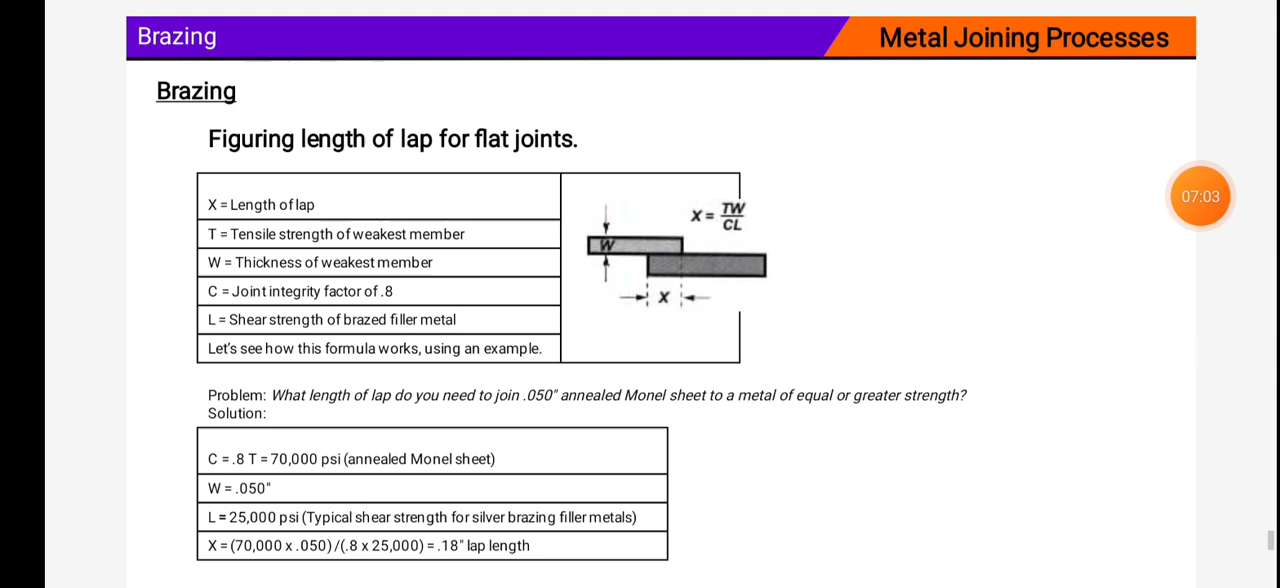 Brazing
Metal Joining Processes
Brazing
Figuring length of lap for flat joints.
X = Length of lap
T = Tensile strength of weakest member
W = Thickness of weakest member
C = Joint integrity factor of .8
L = Shear strength of brazed filler metal
Let's see how this formula works, using an example.
X = TW
CL
W
X
07:03
Problem: What length of lap do you need to join .050" annealed Monel sheet to a metal of equal or greater strength?
Solution:
C = .8 T = 70,000 psi (annealed Monel sheet)
W = .050"
L = 25,000 psi (Typical shear strength for silver brazing filler metals)
X = (70,000 x .050) /(.8 x 25,000) = .18" lap length